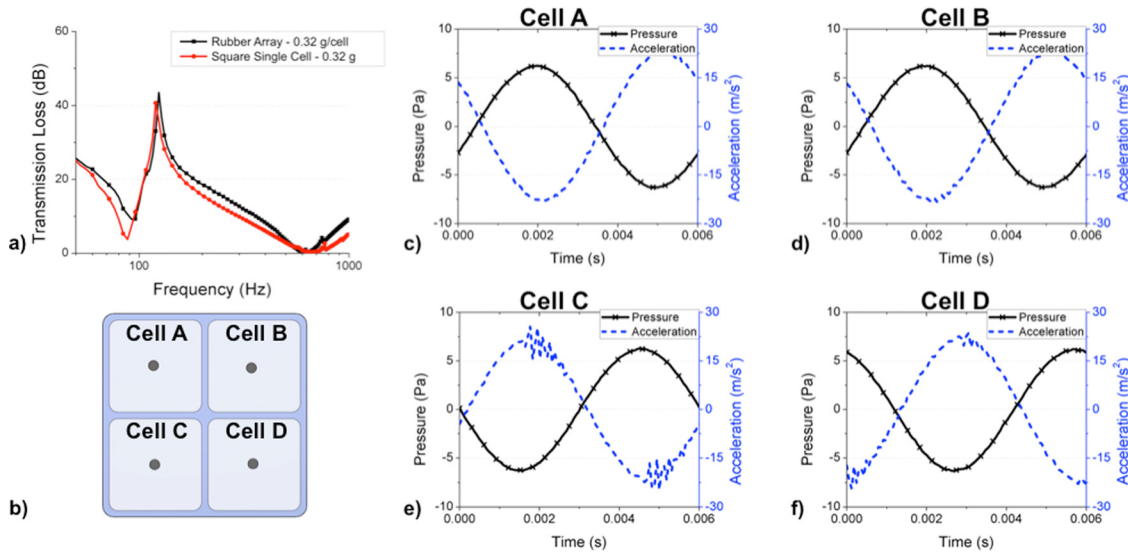 a)
Transmission Loss (dB)
60
40
20
0
Rubber Array - 0.32 g/cell
Square Single Cell - 0.32 g
100
1000
Frequency (Hz)
b)
Cell A
Cell B
Cell C
Cell D
Cell A
c)
Pressure
Acceleration
Pressure (Pa)
10
5
0
-5
-10
Acceleration (m/s²)
30
15
0
-15
-30
0.000
0.002
0.004
0.006
Time (s)
Cell B
d)
Pressure
Acceleration
Pressure (Pa)
10
5
0
-5
-10
Acceleration (m/s²)
30
15
0
-15
-30
0.000
0.002
0.004
0.006
Time (s)
Cell C
e)
Pressure
Acceleration
Pressure (Pa)
10
5
0
-5
-10
Acceleration (m/s²)
30
15
0
-15
-30
0.000
0.002
0.004
0.006
Time (s)
Cell D
f)
Pressure
Acceleration
Pressure (Pa)
10
5
0
-5
-10
Acceleration (m/s²)
30
15
0
-15
-30
0.000
0.002
0.004
0.006
Time (s)